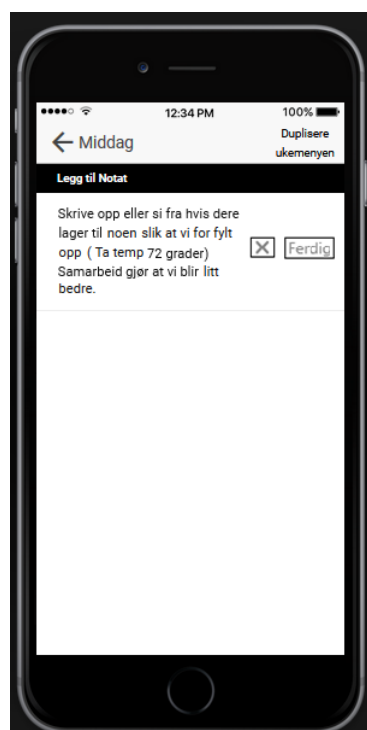 12:34 PM
100%
Middag
Duplisere
ukemenyen
Legg til Notat
Skrive opp eller si fra hvis dere
lager til noen slik at vi for fylt
opp ( Ta temp 72 grader)
Samarbeid gjør at vi blir litt
bedre.
Ferdig